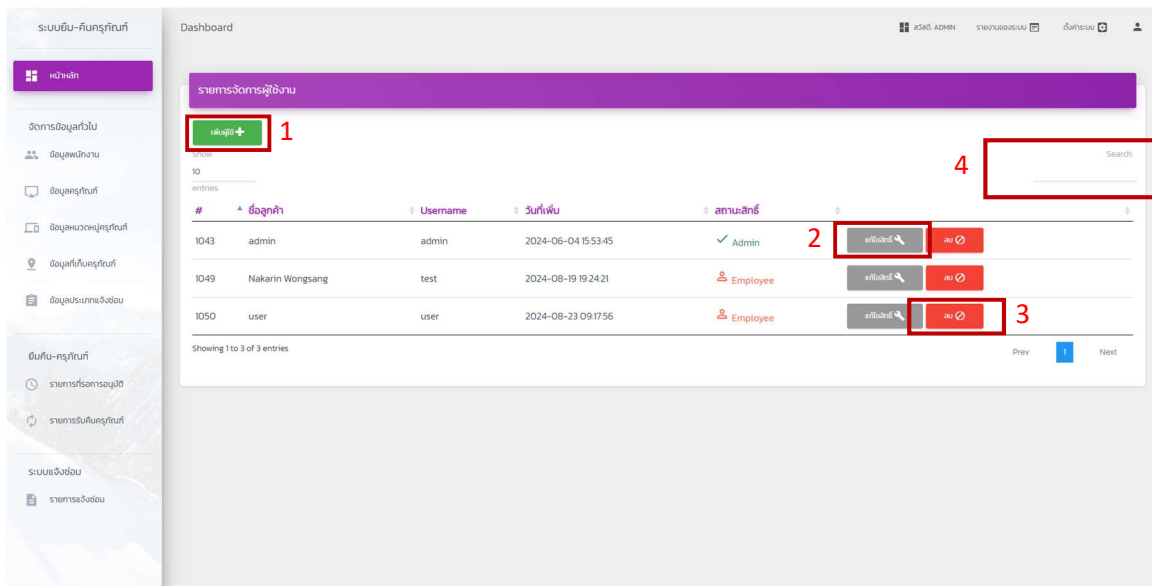 ระบบยืม-คืนครุภัณฑ์
Dashboard
สวัสดี, ADMIN
รายงานของระบบ
ตั้งค่าระบบ
หน้าหลัก
จัดการข้อมูลทั่วไป
ข้อมูลพนักงาน
ข้อมูลครุภัณฑ์
ข้อมูลหมวดหมู่ครุภัณฑ์
ข้อมูลที่เก็บครุภัณฑ์
ข้อมูลประเภทแจ้งซ่อม
ยืมคืน-ครุภัณฑ์
รายการที่รอการอนุมัติ
รายการรับคืนครุภัณฑ์
ระบบแจ้งซ่อม
รายการแจ้งซ่อม
รายการจัดการผู้ใช้งาน
เพิ่มผู้ใช้ 1
Show
10
entries
4 Search
# ชื่อลูกค้า Username วันที่เพิ่ม สถานะสิทธิ์
1043 admin admin 2024-06-04 15:53:45 Admin 2 แก้ไขสิทธิ์ ลบ
1049 Nakarin Wongsang test 2024-08-19 19:24:21 Employee แก้ไขสิทธิ์ ลบ
1050 user user 2024-08-23 09:17:56 Employee แก้ไขสิทธิ์ ลบ 3
Showing 1 to 3 of 3 entries
Prev 1 Next